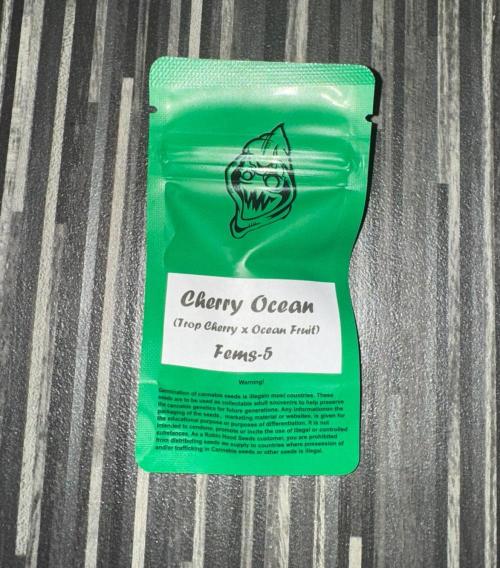 Cherry Ocean
(Trop Cherry x Ocean Fruit)
Fems-5
Warning!
Germination of cannabis seeds is illegalin most countries. These
seeds are to be used as collectable adult souvenirs to help preserve
the cannabis genetics for future generations. Any informationon the
packaging of the seeds, marketing material or websites, is given for
the educational purpose or purposes of differentiation. It is not
intended to condone, promote or incite the use of illegal or controlled
substances. As a Robin Hood Seeds customer, you are prohibited
from distributing seeds we supply to countries where possession of
and/or trafficking in Cannabis seeds or other seeds is illegal.